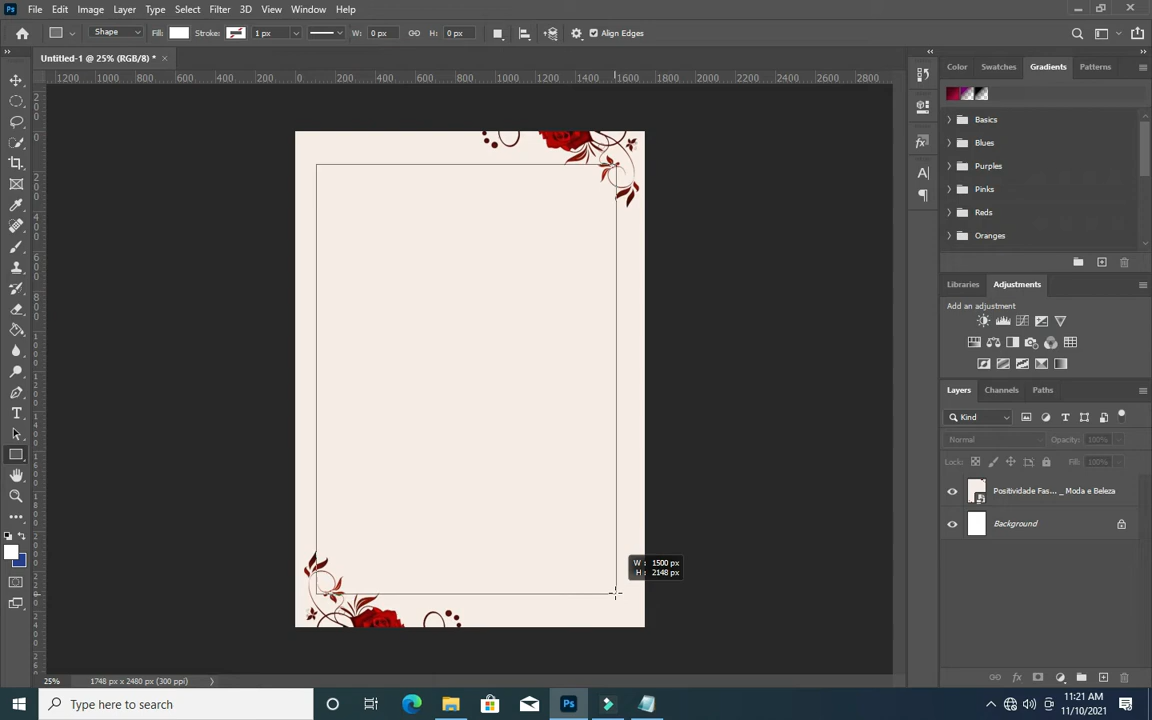 Ps File Edit Image Layer Type Select Filter 3D View Window Help
Shape Fill: Stroke: 1 px W: 0 px H: 0 px Align Edges
Untitled-1 @ 25% (RGB/8) *
1200 1000 800 600 400 200 0 200 400 600 800 1000 1200 1400 1600 1800 2000 2200 2400 2600 2800
Color Swatches Gradients Patterns
Basics
Blues
Purples
Pinks
Reds
Oranges
Libraries Adjustments
Add an adjustment
Layers Channels Paths
Kind
Normal Opacity: 100%
Lock: Fill: 100%
Positividade Fas... _ Moda e Beleza
Background
W: 1500 px
H: 2148 px
25% 1748 px x 2480 px (300 ppi)
Type here to search
Ps
11:21 AM
11/10/2021